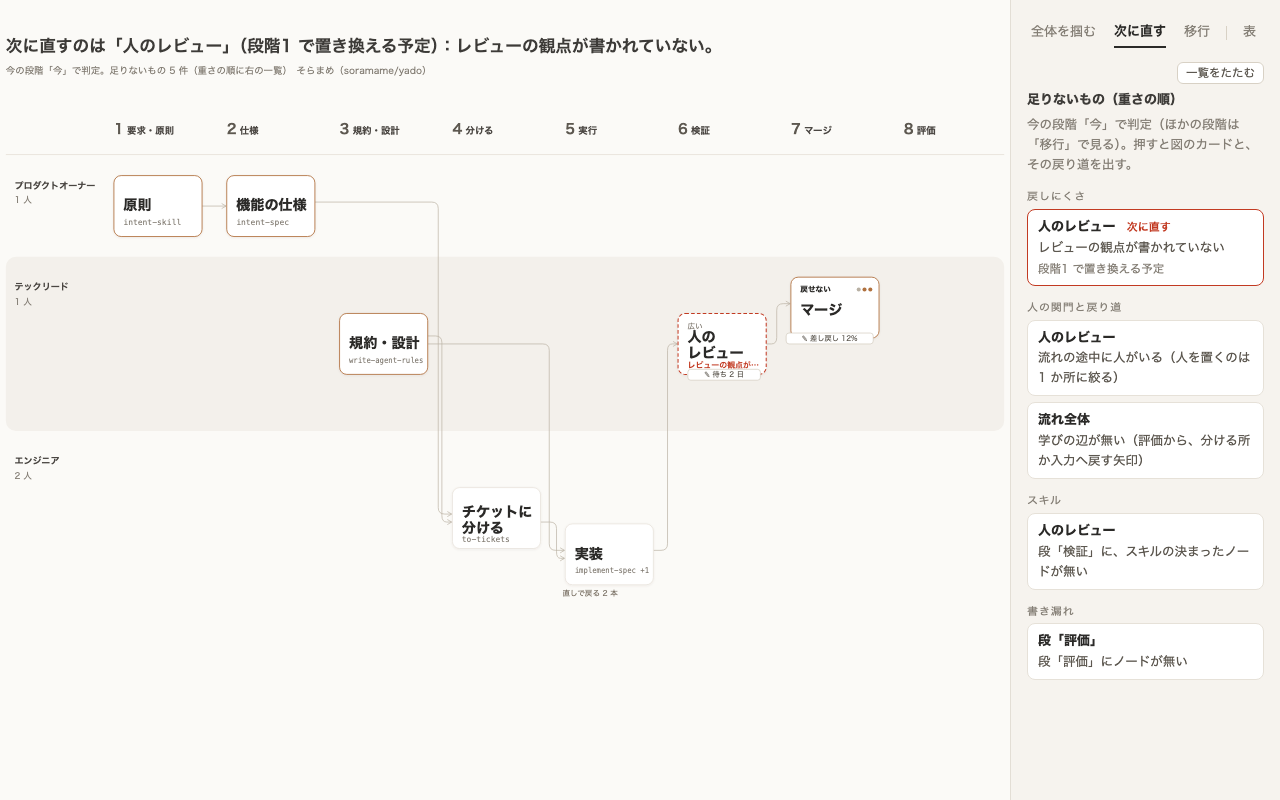 次に直すのは「人のレビュー」（段階1 で置き換える予定）：レビューの観点が書かれていない。
今の段階「今」で判定。足りないもの 5 件（重さの順に右の一覧） そらまめ（soramame/yado）
1 要求・原則
2 仕様
3 規約・設計
4 分ける
5 実行
6 検証
7 マージ
8 評価
プロダクトオーナー
1 人
原則
intent-skill
機能の仕様
intent-spec
テックリード
1 人
規約・設計
write-agent-rules
広い
人の
レビュー
レビューの観点が…
✎ 待ち 2 日
戻せない
マージ
✎ 差し戻し 12%
エンジニア
2 人
チケットに
分ける
to-tickets
実装
implement-spec +1
直しで戻る 2 本
全体を掴む
次に直す
移行
表
一覧をたたむ
足りないもの（重さの順）
今の段階「今」で判定（ほかの段階は
「移行」で見る）。押すと図のカードと、
その戻り道を出す。
戻しにくさ
人のレビュー 次に直す
レビューの観点が書かれていない
段階1 で置き換える予定
人の関門と戻り道
人のレビュー
流れの途中に人がいる（人を置くのは
1 か所に絞る）
流れ全体
学びの辺が無い（評価から、分ける所
か入力へ戻す矢印）
スキル
人のレビュー
段「検証」に、スキルの決まったノー
ドが無い
書き漏れ
段「評価」
段「評価」にノードが無い